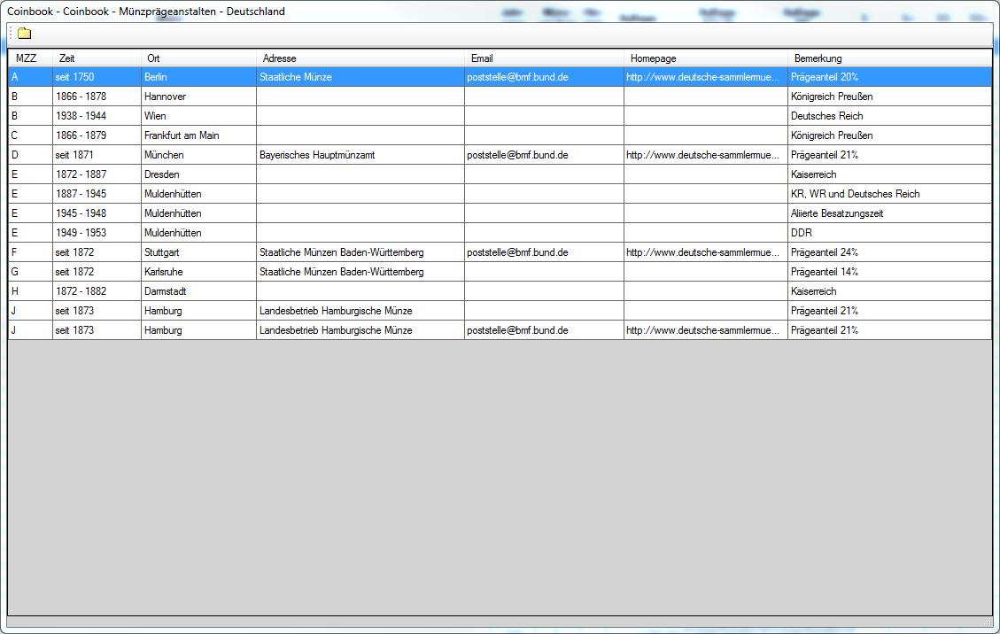 Coinbook - Coinbook - Münzprägeanstalten - Deutschland
MZZ Zeit Ort Adresse Email Homepage Bemerkung
A seit 1750 Berlin Staatliche Münze poststelle@bmf.bund.de http://www.deutsche-sammlermue... Prägeanteil 20%
B 1866 - 1878 Hannover Königreich Preußen
B 1938 - 1944 Wien Deutsches Reich
C 1866 - 1879 Frankfurt am Main Königreich Preußen
D seit 1871 München Bayerisches Hauptmünzamt poststelle@bmf.bund.de http://www.deutsche-sammlermue... Prägeanteil 21%
E 1872 - 1887 Dresden Kaiserreich
E 1887 - 1945 Muldenhütten KR, WR und Deutsches Reich
E 1945 - 1948 Muldenhütten Aliierte Besatzungszeit
E 1949 - 1953 Muldenhütten DDR
F seit 1872 Stuttgart Staatliche Münzen Baden-Württemberg poststelle@bmf.bund.de http://www.deutsche-sammlermue... Prägeanteil 24%
G seit 1872 Karlsruhe Staatliche Münzen Baden-Württemberg Prägeanteil 14%
H 1872 - 1882 Darmstadt Kaiserreich
J seit 1873 Hamburg Landesbetrieb Hamburgische Münze Prägeanteil 21%
J seit 1873 Hamburg Landesbetrieb Hamburgische Münze poststelle@bmf.bund.de http://www.deutsche-sammlermue... Prägeanteil 21%